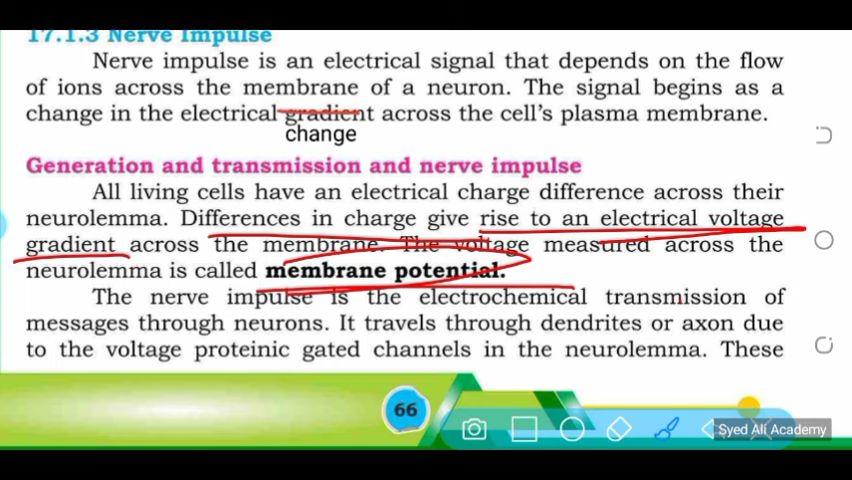 17.1.3 Nerve Impulse
Nerve impulse is an electrical signal that depends on the flow
of ions across the membrane of a neuron. The signal begins as a
change in the electrical gradient across the cell's plasma membrane.
change
Generation and transmission and nerve impulse
All living cells have an electrical charge difference across their
neurolemma. Differences in charge give rise to an electrical voltage
gradient across the membrane. The voltage measured across the
neurolemma is called membrane potential.
The nerve impulse is the electrochemical transmission of
messages through neurons. It travels through dendrites or axon due
to the voltage proteinic gated channels in the neurolemma. These
66
Syed Ali Academy